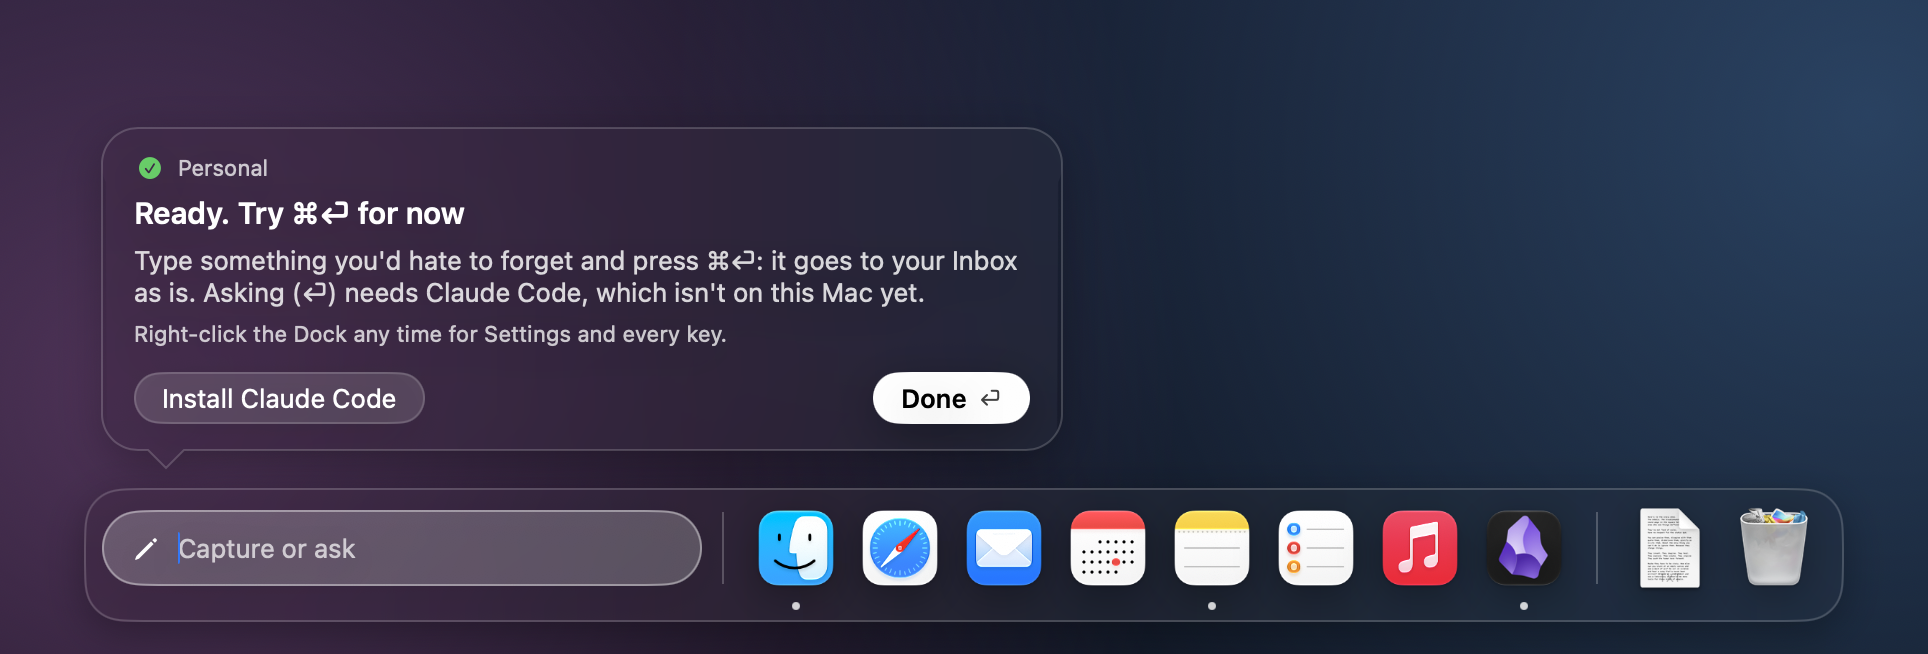 Personal
Ready. Try ⌘⏎ for now
Type something you'd hate to forget and press ⌘⏎: it goes to your Inbox
as is. Asking (⏎) needs Claude Code, which isn't on this Mac yet.
Right-click the Dock any time for Settings and every key.
Install Claude Code
Done ⏎
Capture or ask